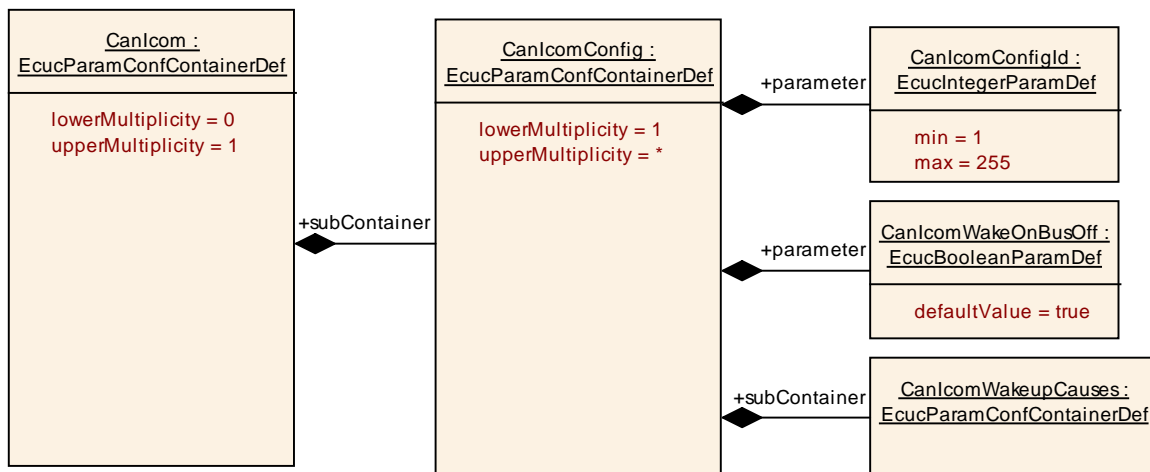 CanIcom :
EcucParamConfContainerDef
lowerMultiplicity = 0
upperMultiplicity = 1
+subContainer
CanIcomConfig :
EcucParamConfContainerDef
lowerMultiplicity = 1
upperMultiplicity = *
+parameter
CanIcomConfigId :
EcucIntegerParamDef
min = 1
max = 255
+parameter
CanIcomWakeOnBusOff :
EcucBooleanParamDef
defaultValue = true
+subContainer
CanIcomWakeupCauses :
EcucParamConfContainerDef